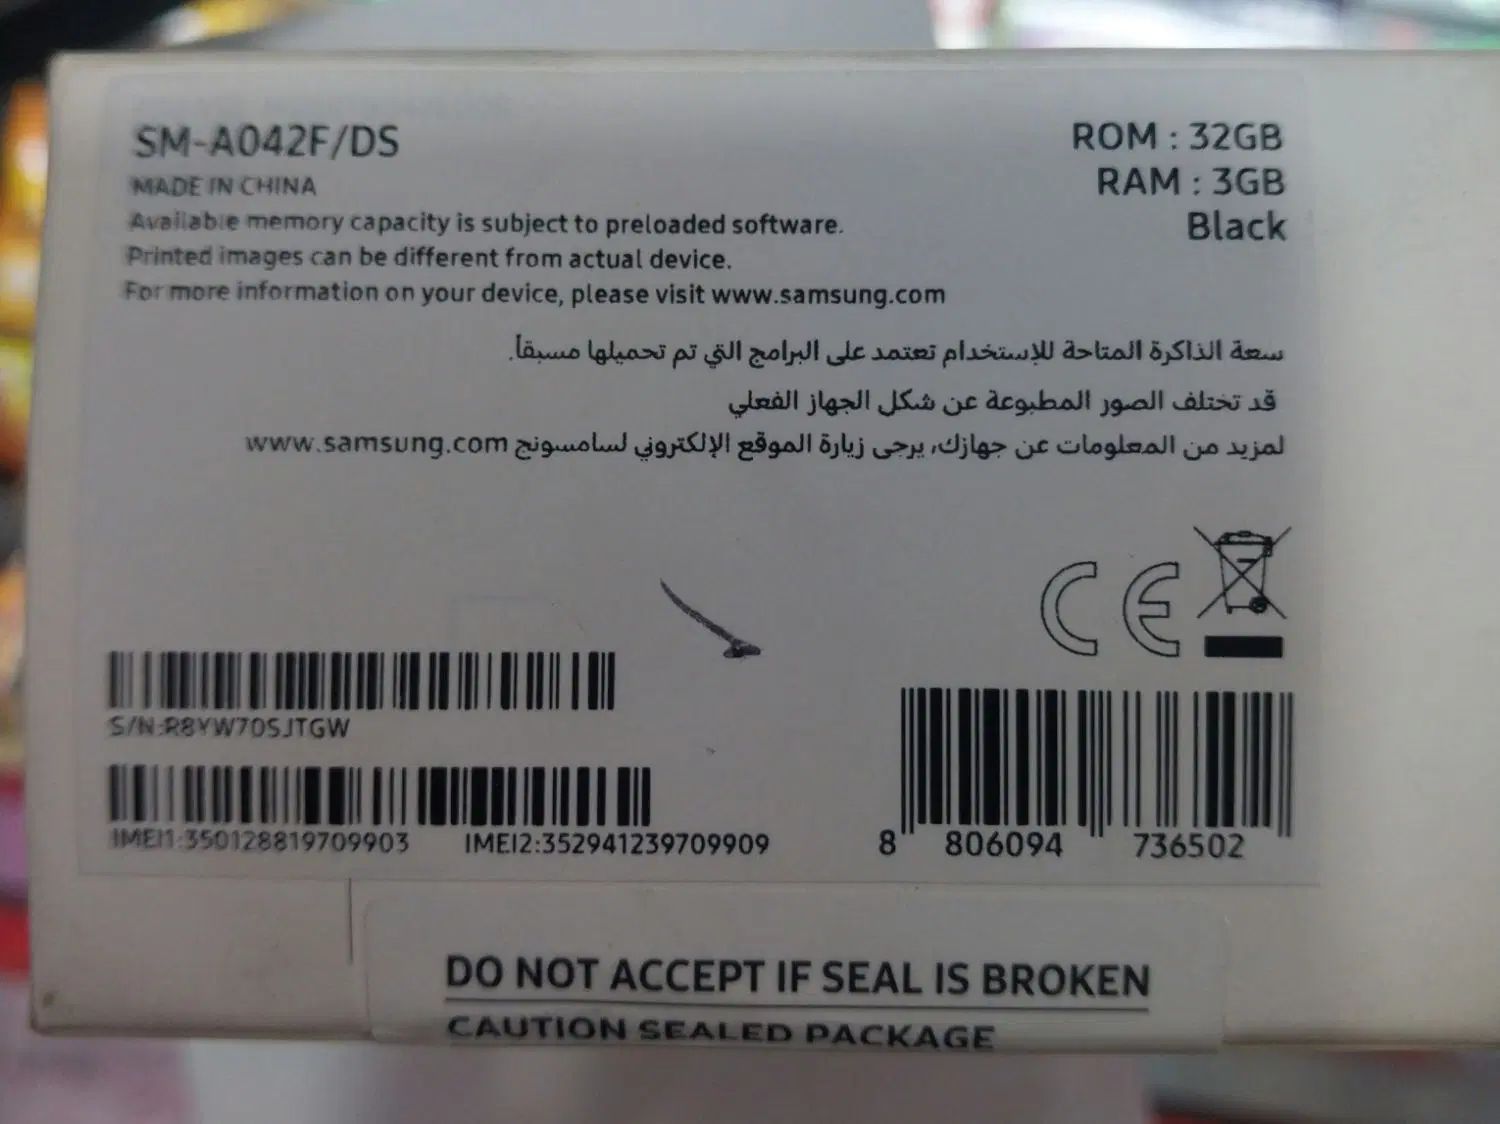 SM-A042F/DS
MADE IN CHINA
Available memory capacity is subject to preloaded software.
Printed images can be different from actual device.
For more information on your device, please visit www.samsung.com
ROM : 32GB
RAM : 3GB
Black
سعة الذاكرة المتاحة للإستخدام تعتمد على البرامج التي تم تحميلها مسبقاً.
قد تختلف الصور المطبوعة عن شكل الجهاز الفعلي
لمزيد من المعلومات عن جهازك، يرجى زيارة الموقع الإلكتروني لسامسونج www.samsung.com
CE
S/N:R8YW70SJTGW
IMEI1:350128819709903 IMEI2:352941239709909
8 806094 736502
DO NOT ACCEPT IF SEAL IS BROKEN
CAUTION SEALED PACKAGE